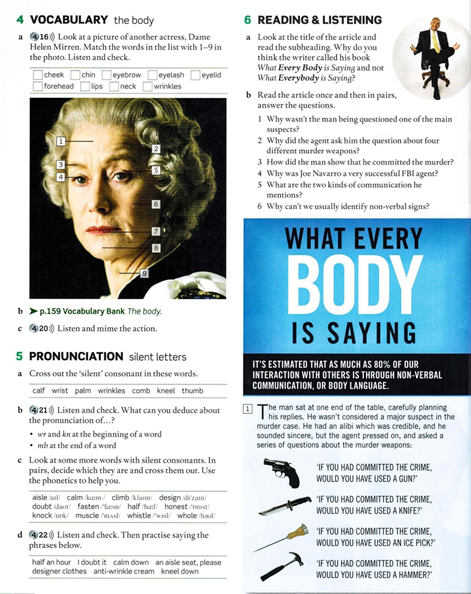 4 VOCABULARY the body
a 4 16))) Look at a picture of another actress, Dame
Helen Mirren. Match the words in the list with 1–9 in
the photo. Listen and check.
cheek chin eyebrow eyelash eyelid
forehead lips neck wrinkles
1
2
3
4
5
6
7
8
9
b ➤ p.159 Vocabulary Bank The body.
c 4 20))) Listen and mime the action.
5 PRONUNCIATION silent letters
a Cross out the 'silent' consonant in these words.
calf wrist palm wrinkles comb kneel thumb
b 4 21))) Listen and check. What can you deduce about
the pronunciation of…?
• wr and kn at the beginning of a word
• mb at the end of a word
c Look at some more words with silent consonants. In
pairs, decide which they are and cross them out. Use
the phonetics to help you.
aisle /aɪl/ calm /kɑːm/ climb /klaɪm/ design /dɪˈzaɪn/
doubt /daʊt/ fasten /ˈfɑːsn/ half /hɑːf/ honest /ˈɒnɪst/
knock /nɒk/ muscle /ˈmʌsl/ whistle /ˈwɪsl/ whole /həʊl/
d 4 22))) Listen and check. Then practise saying the
phrases below.
half an hour I doubt it calm down an aisle seat, please
designer clothes anti-wrinkle cream kneel down
6 READING & LISTENING
a Look at the title of the article and
read the subheading. Why do you
think the writer called his book
What Every Body is Saying and not
What Everybody is Saying?
b Read the article once and then in pairs,
answer the questions.
1 Why wasn't the man being questioned one of the main
suspects?
2 Why did the agent ask him the question about four
different murder weapons?
3 How did the man show that he committed the murder?
4 Why was Joe Navarro a very successful FBI agent?
5 What are the two kinds of communication he
mentions?
6 Why can't we usually identify non-verbal signs?
WHAT EVERY
BODY
IS SAYING
IT'S ESTIMATED THAT AS MUCH AS 80% OF OUR
INTERACTION WITH OTHERS IS THROUGH NON-VERBAL
COMMUNICATION, OR BODY LANGUAGE.
1 The man sat at one end of the table, carefully planning
his replies. He wasn't considered a major suspect in the
murder case. He had an alibi which was credible, and he
sounded sincere, but the agent pressed on, and asked a
series of questions about the murder weapons:
'IF YOU HAD COMMITTED THE CRIME,
WOULD YOU HAVE USED A GUN?'
'IF YOU HAD COMMITTED THE CRIME,
WOULD YOU HAVE USED A KNIFE?'
'IF YOU HAD COMMITTED THE CRIME,
WOULD YOU HAVE USED AN ICE PICK?'
'IF YOU HAD COMMITTED THE CRIME,
WOULD YOU HAVE USED A HAMMER?'